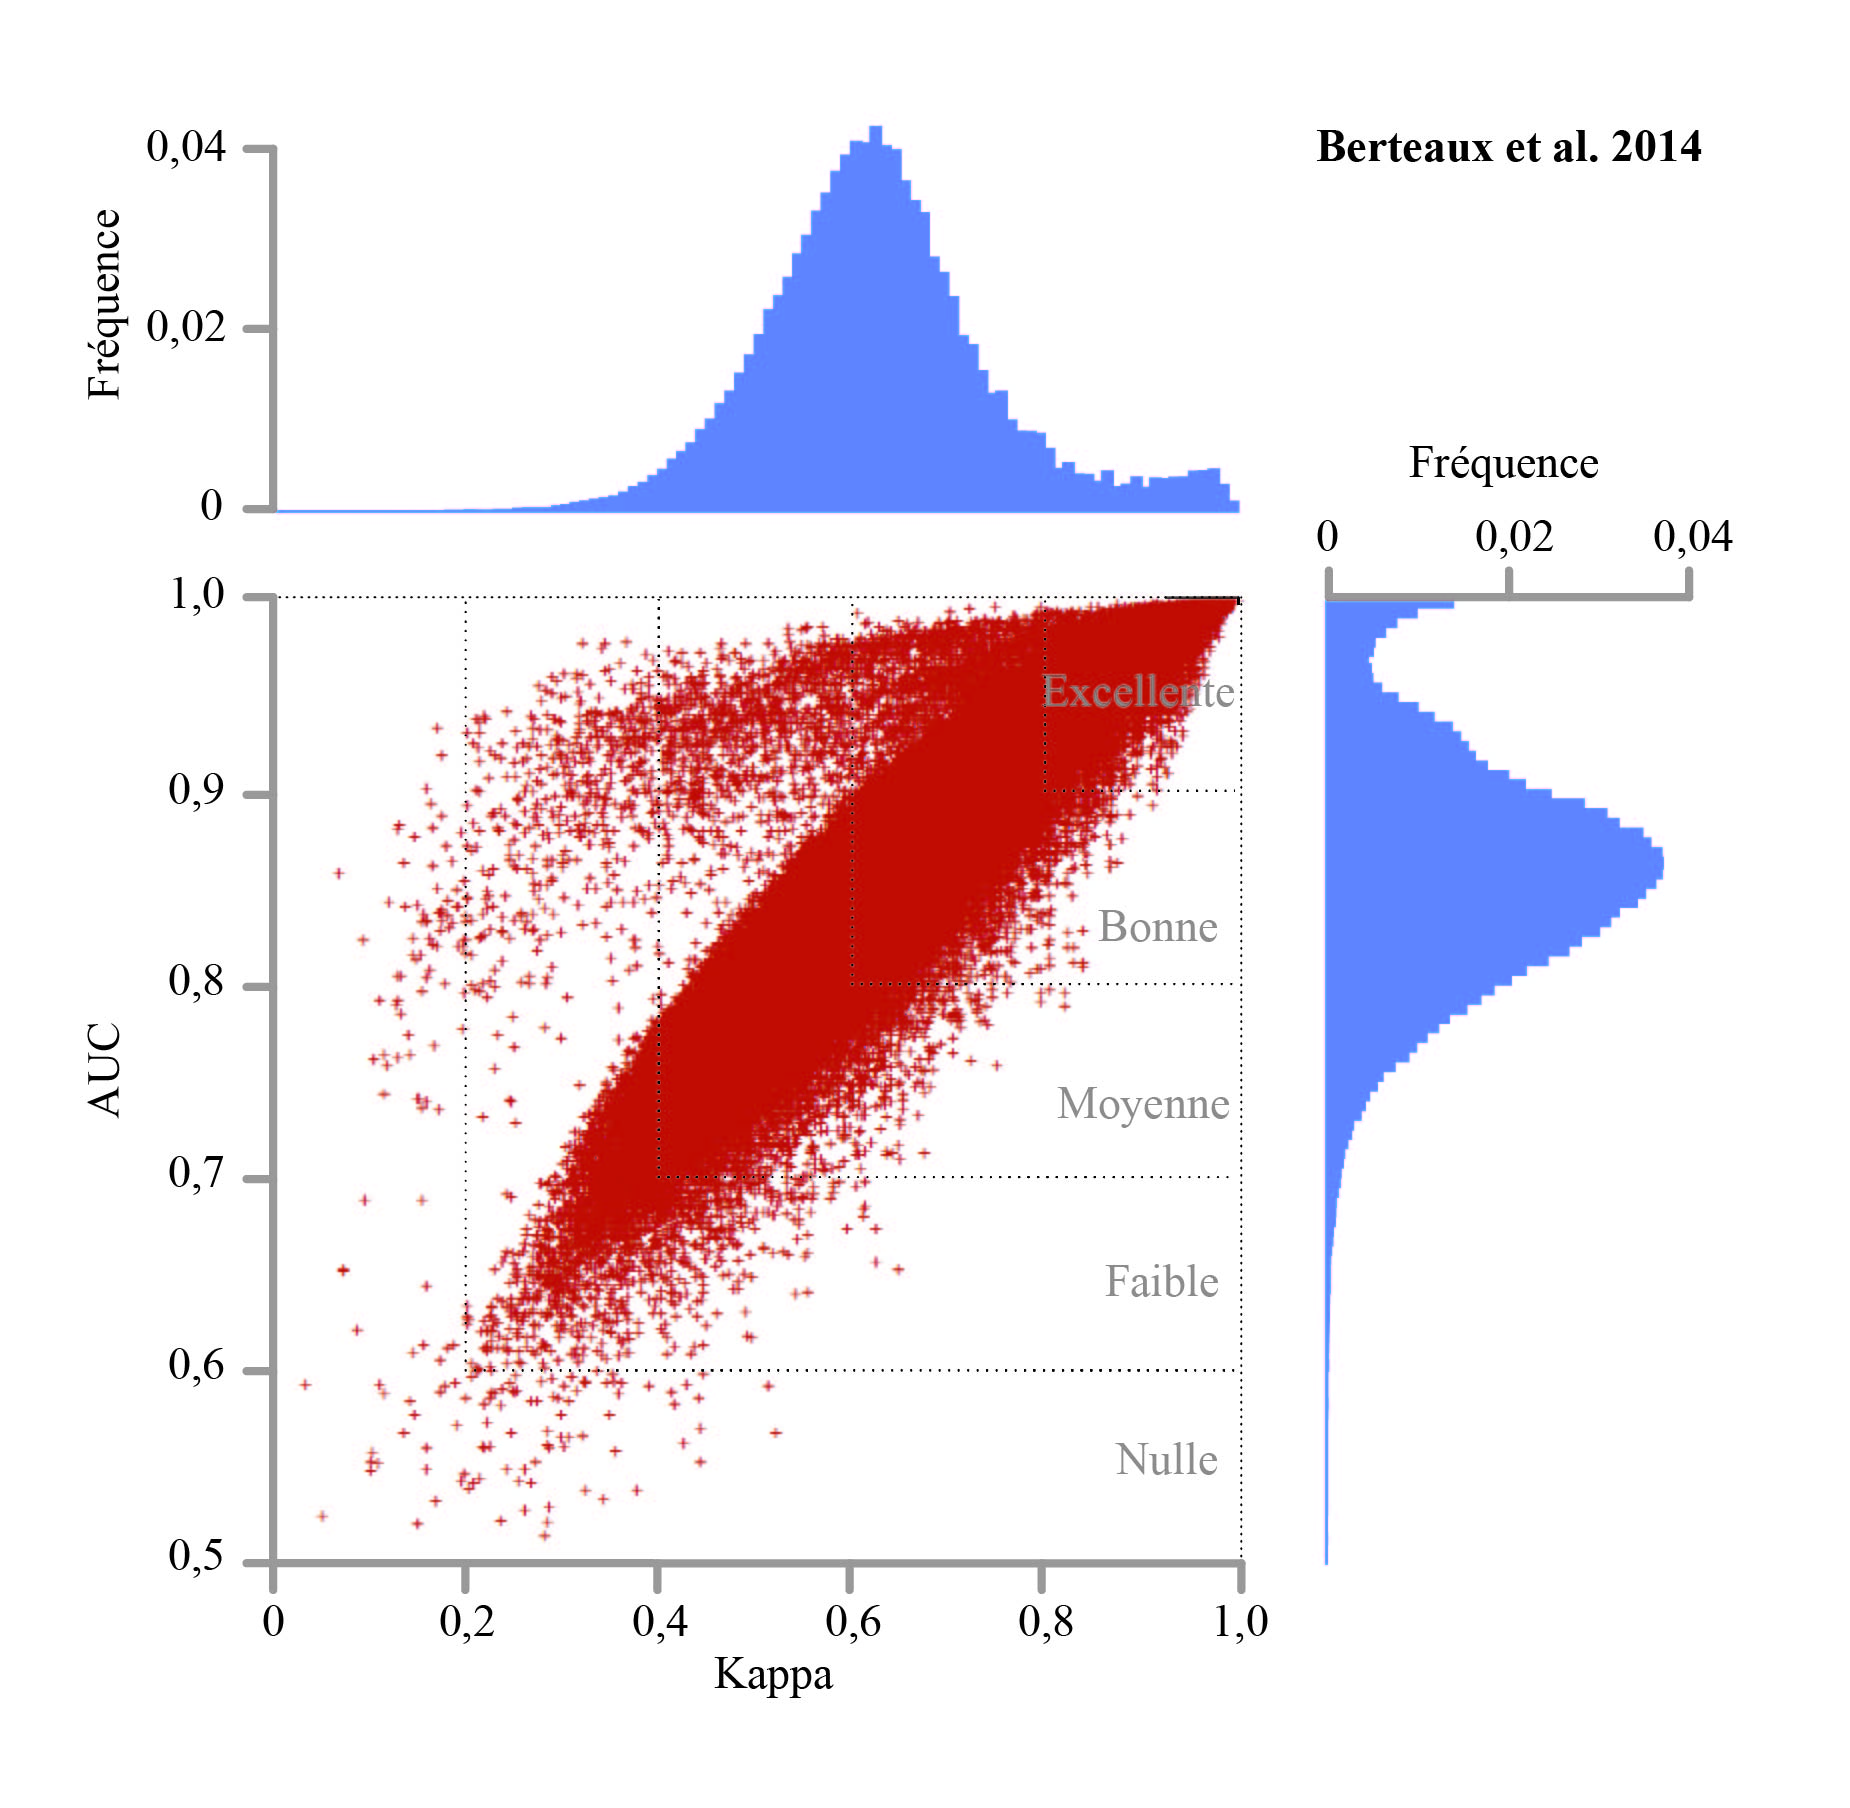 Berteaux et al. 2014
Fréquence
0,04
0,02
0
Fréquence
0
0,02
0,04
AUC
1,0
0,9
0,8
0,7
0,6
0,5
Excellente
Bonne
Moyenne
Faible
Nulle
0
0,2
0,4
0,6
0,8
1,0
Kappa